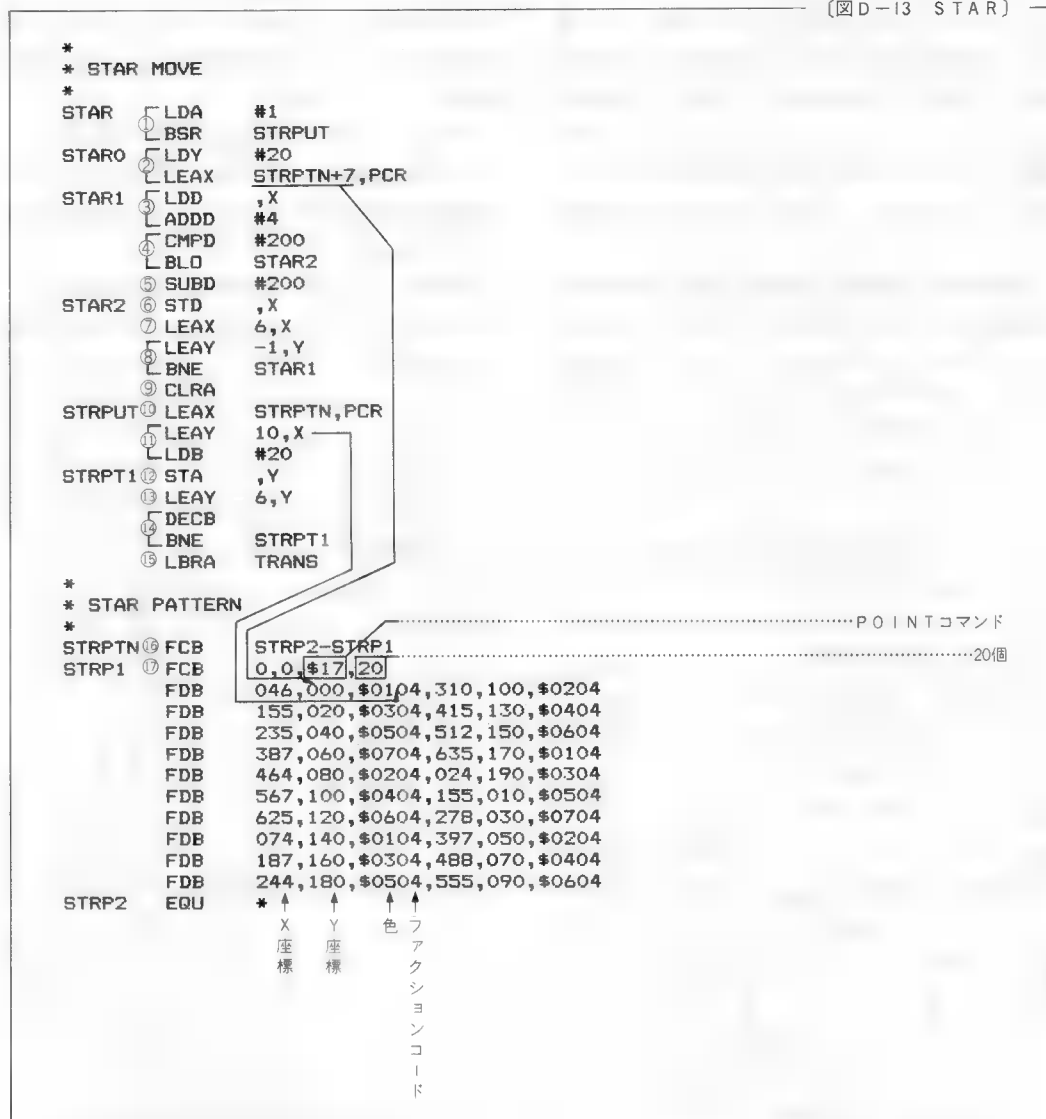 〔図D-13 STAR〕
*
* STAR MOVE
*
STAR ① LDA #1
BSR STRPUT
STARO ② LDY #20
LEAX STRPTN+7,PCR
STAR1 ③ LDD ,X
ADDD #4
④ CMPD #200
BLO STAR2
⑤ SUBD #200
STAR2 ⑥ STD ,X
⑦ LEAX 6,X
⑧ LEAY -1,Y
BNE STAR1
⑨ CLRA
STRPUT ⑩ LEAX STRPTN,PCR
⑪ LEAY 10,X
LDB #20
STRPT1 ⑫ STA ,Y
⑬ LEAY 6,Y
⑭ DECB
BNE STRPT1
⑮ LBRA TRANS
*
* STAR PATTERN
*
STRPTN ⑯ FCB STRP2-STRP1 POINTコマンド
STRP1 ⑰ FCB 0,0,$17,20 20個
FDB 046,000,$0104,310,100,$0204
FDB 155,020,$0304,415,130,$0404
FDB 235,040,$0504,512,150,$0604
FDB 387,060,$0704,635,170,$0104
FDB 464,080,$0204,024,190,$0304
FDB 567,100,$0404,155,010,$0504
FDB 625,120,$0604,278,030,$0704
FDB 074,140,$0104,397,050,$0204
FDB 187,160,$0304,488,070,$0404
FDB 244,180,$0504,555,090,$0604
STRP2 EQU *
X座標
Y座標
色
ファクションコード